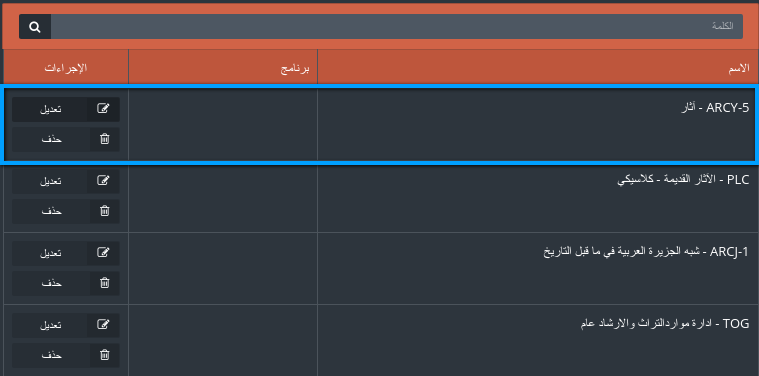 الكلمة
الاسم
برنامج
الإجراءات
ARCY-5 - آثار
تعديل
حذف
PLC - الآثار القديمة - كلاسيكي
تعديل
حذف
ARCJ-1 - شبه الجزيرة العربية في ما قبل التاريخ
تعديل
حذف
TOG - ادارة مواردالتراث والارشاد عام
تعديل
حذف